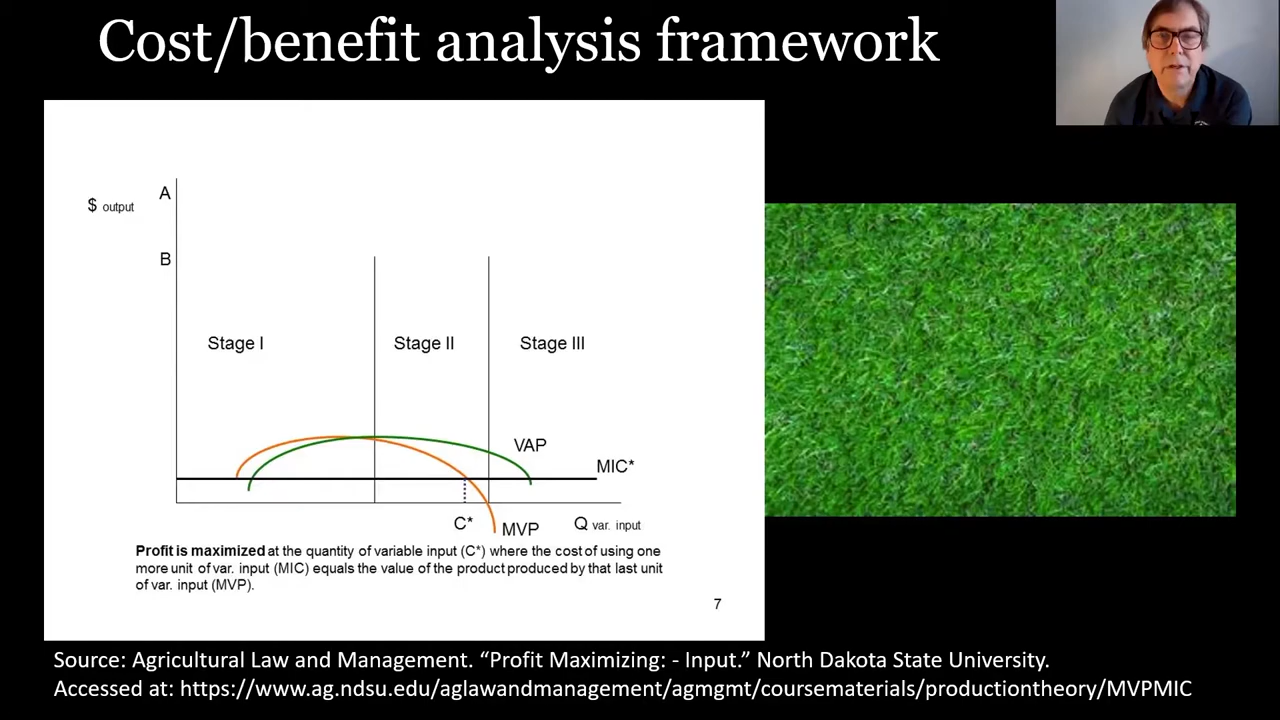 Cost/benefit analysis framework
A
$ output
B
Stage I
Stage II
Stage III
VAP
MIC*
C*
MVP
Q var. input
Profit is maximized at the quantity of variable input (C*) where the cost of using one
more unit of var. input (MIC) equals the value of the product produced by that last unit
of var. input (MVP).
7
Source: Agricultural Law and Management. “Profit Maximizing: - Input.” North Dakota State University.
Accessed at: https://www.ag.ndsu.edu/aglawandmanagement/agmgmt/coursematerials/productiontheory/MVPMIC